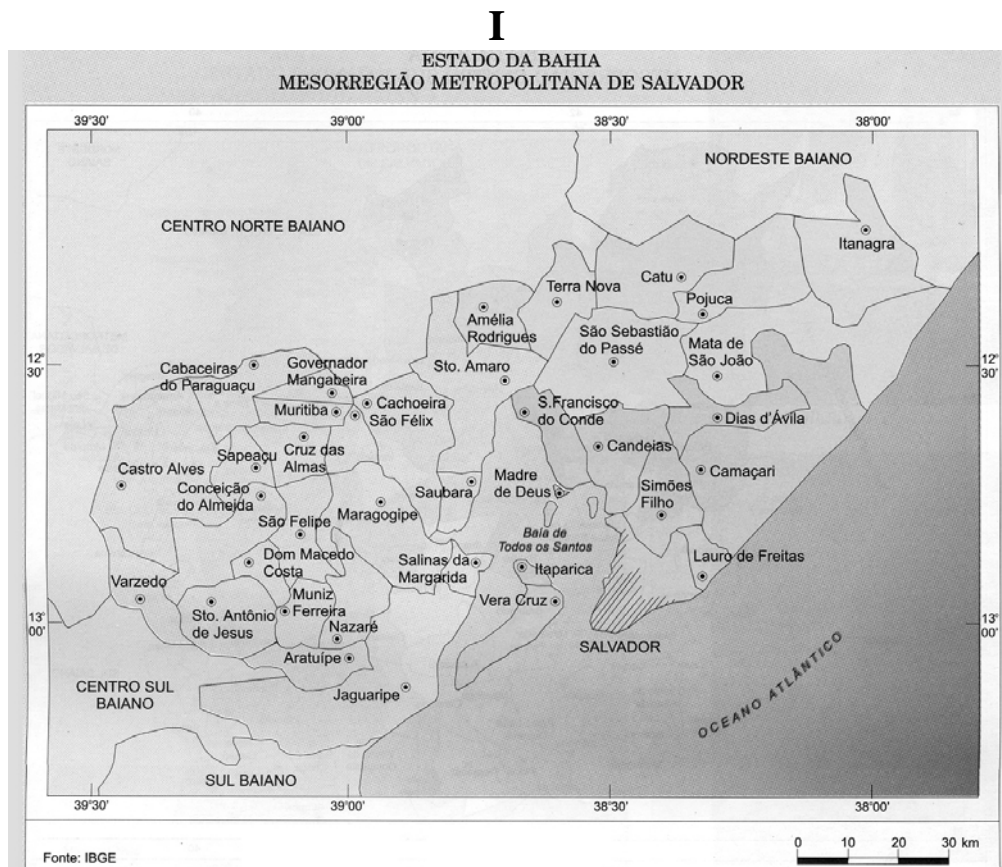 I
ESTADO DA BAHIA
MESORREGIÃO METROPOLITANA DE SALVADOR
39°30'
39°00'
38°30'
38°00'
NORDESTE BAIANO
CENTRO NORTE BAIANO
Itanagra
Catu
Terra Nova
Pojuca
Amélia
Rodrigues
São Sebastião
do Passé
Mata de
São João
12°
30'
12°
30'
Cabaceiras
do Paraguaçu
Governador
Mangabeira
Sto. Amaro
Muritiba
Cachoeira
São Félix
S.Francisco
do Conde
Dias d'Ávila
Cruz das
Almas
Candeias
Sapeaçu
Castro Alves
Conceição
do Almeida
Saubara
Madre
de Deus
Camaçari
Simões
Filho
Maragogipe
São Felipe
Baía de
Todos os Santos
Dom Macedo
Costa
Salinas da
Margarida
Itaparica
Lauro de Freitas
Varzedo
Muniz
Ferreira
Vera Cruz
Sto. Antônio
de Jesus
Nazaré
13°
00'
13°
00'
SALVADOR
Aratuípe
CENTRO SUL
BAIANO
Jaguaripe
OCEANO ATLÂNTICO
SUL BAIANO
39°30'
39°00'
38°30'
38°00'
0 10 20 30 km
Fonte: IBGE